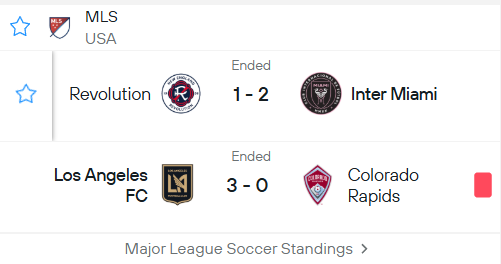 MLS
MLS
USA
Ended
Revolution
1 - 2
Inter Miami
Ended
Los Angeles
FC
3 - 0
Colorado
Rapids
Major League Soccer Standings